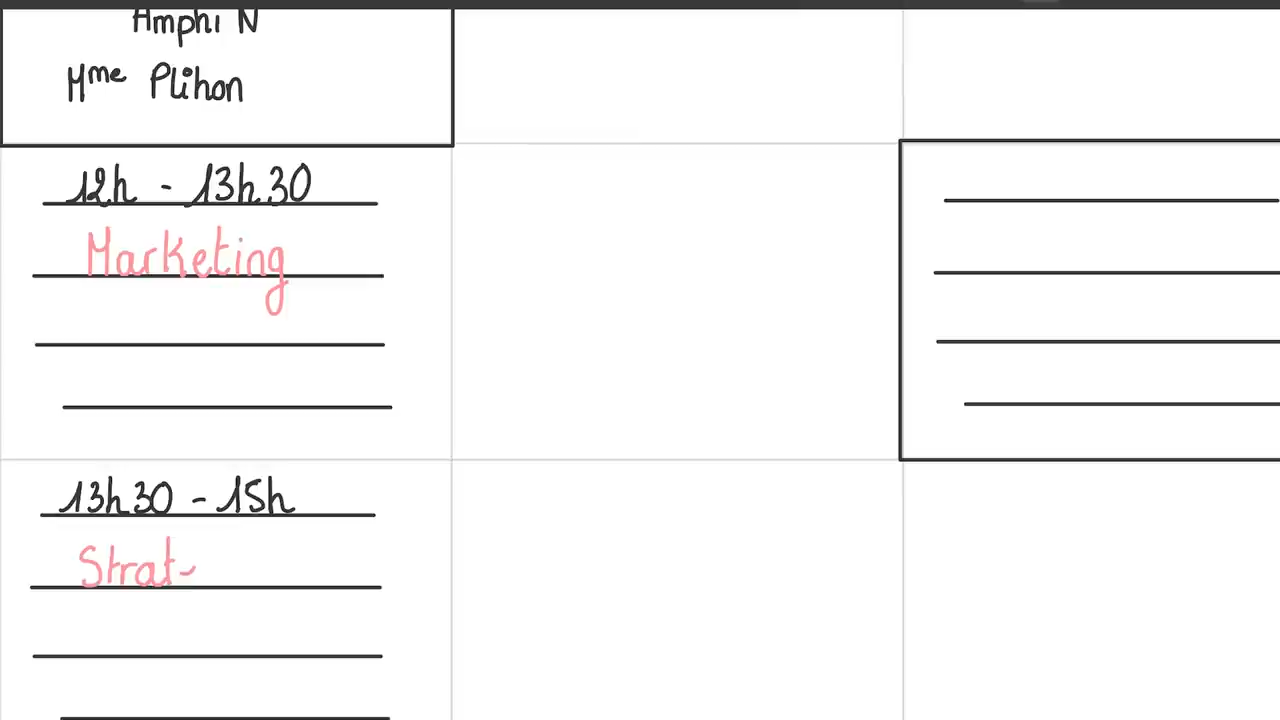 Amphi N
Mme Plihon
12h - 13h30
Marketing
13h30 - 15h
Strat-